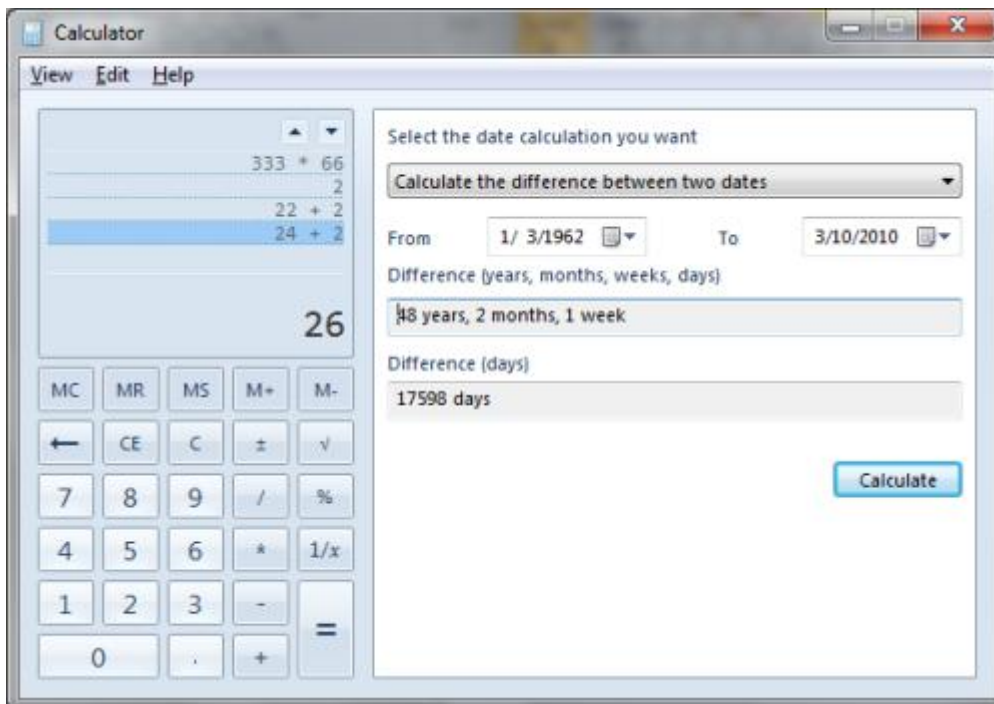 Calculator
View Edit Help
333 * 66
2
22 + 2
24 + 2
26
MC MR MS M+ M-
← CE C ± √
7 8 9 / %
4 5 6 * 1/x
1 2 3 - =
0 . +
Select the date calculation you want
Calculate the difference between two dates
From 1/ 3/1962 To 3/10/2010
Difference (years, months, weeks, days)
48 years, 2 months, 1 week
Difference (days)
17598 days
Calculate